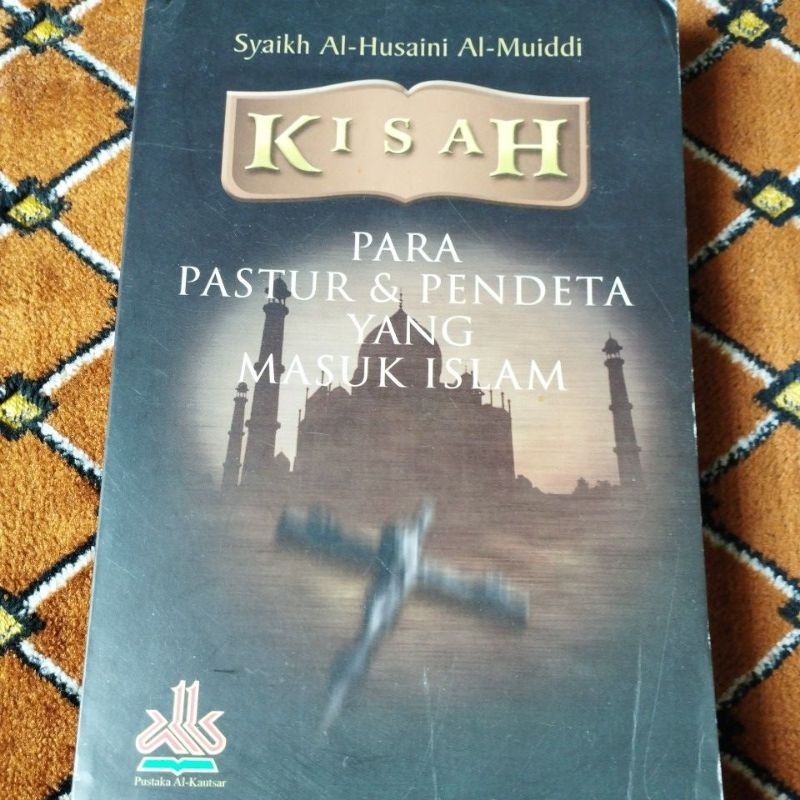 Syaikh Al-Husaini Al-Muiddi
KISAH
PARA
PASTUR & PENDETA
YANG
MASUK ISLAM
Pustaka Al-Kautsar